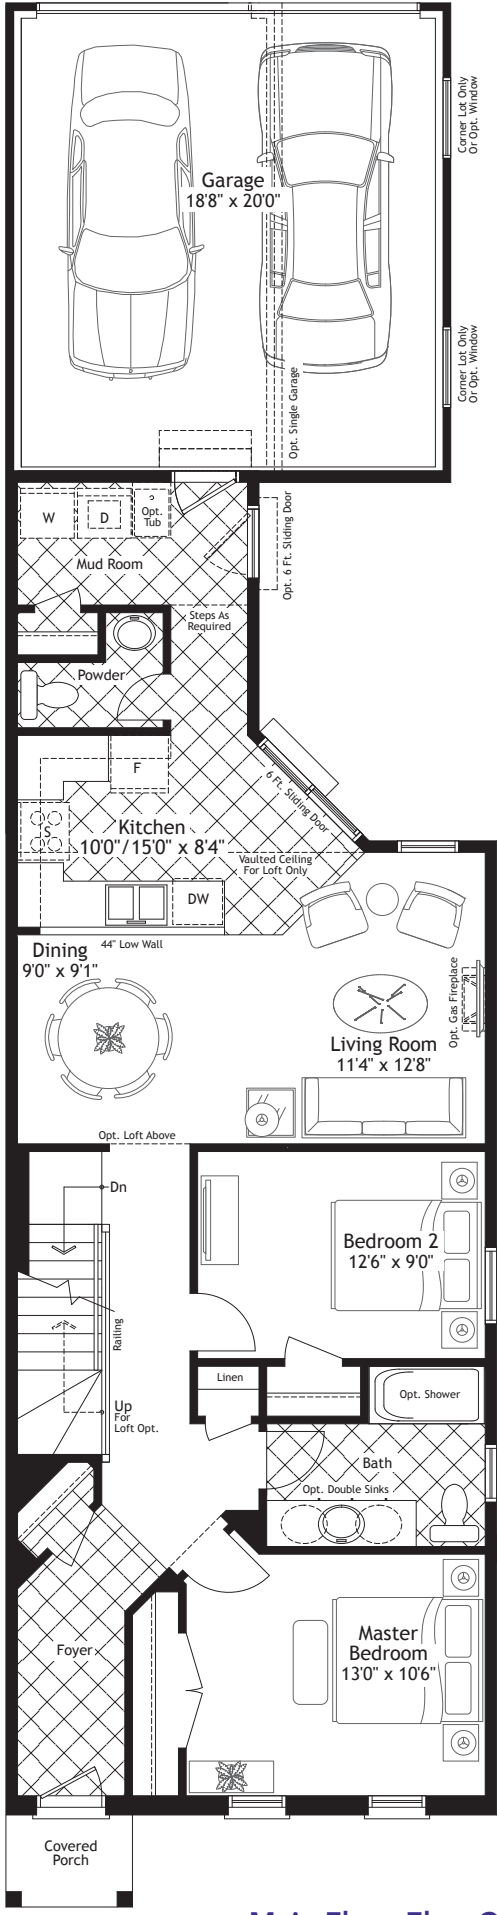 Corner Lot Only
Or Opt. Window
Garage
18'8" x 20'0"
Corner Lot Only
Or Opt. Window
Opt. Single Garage
W
D
Opt.
Tub
Opt. 6 Ft. Sliding Door
Mud Room
Steps As
Required
Powder
F
6 Ft. Sliding Door
S
Kitchen
10'0"/15'0" x 8'4"
Vaulted Ceiling
For Loft Only
DW
44" Low Wall
Dining
9'0" x 9'1"
Opt. Gas Fireplace
Living Room
11'4" x 12'8"
Opt. Loft Above
Dn
Bedroom 2
12'6" x 9'0"
Railing
Linen
Opt. Shower
Up
For
Loft Opt.
Bath
Opt. Double Sinks
Foyer
Master
Bedroom
13'0" x 10'6"
Covered
Porch